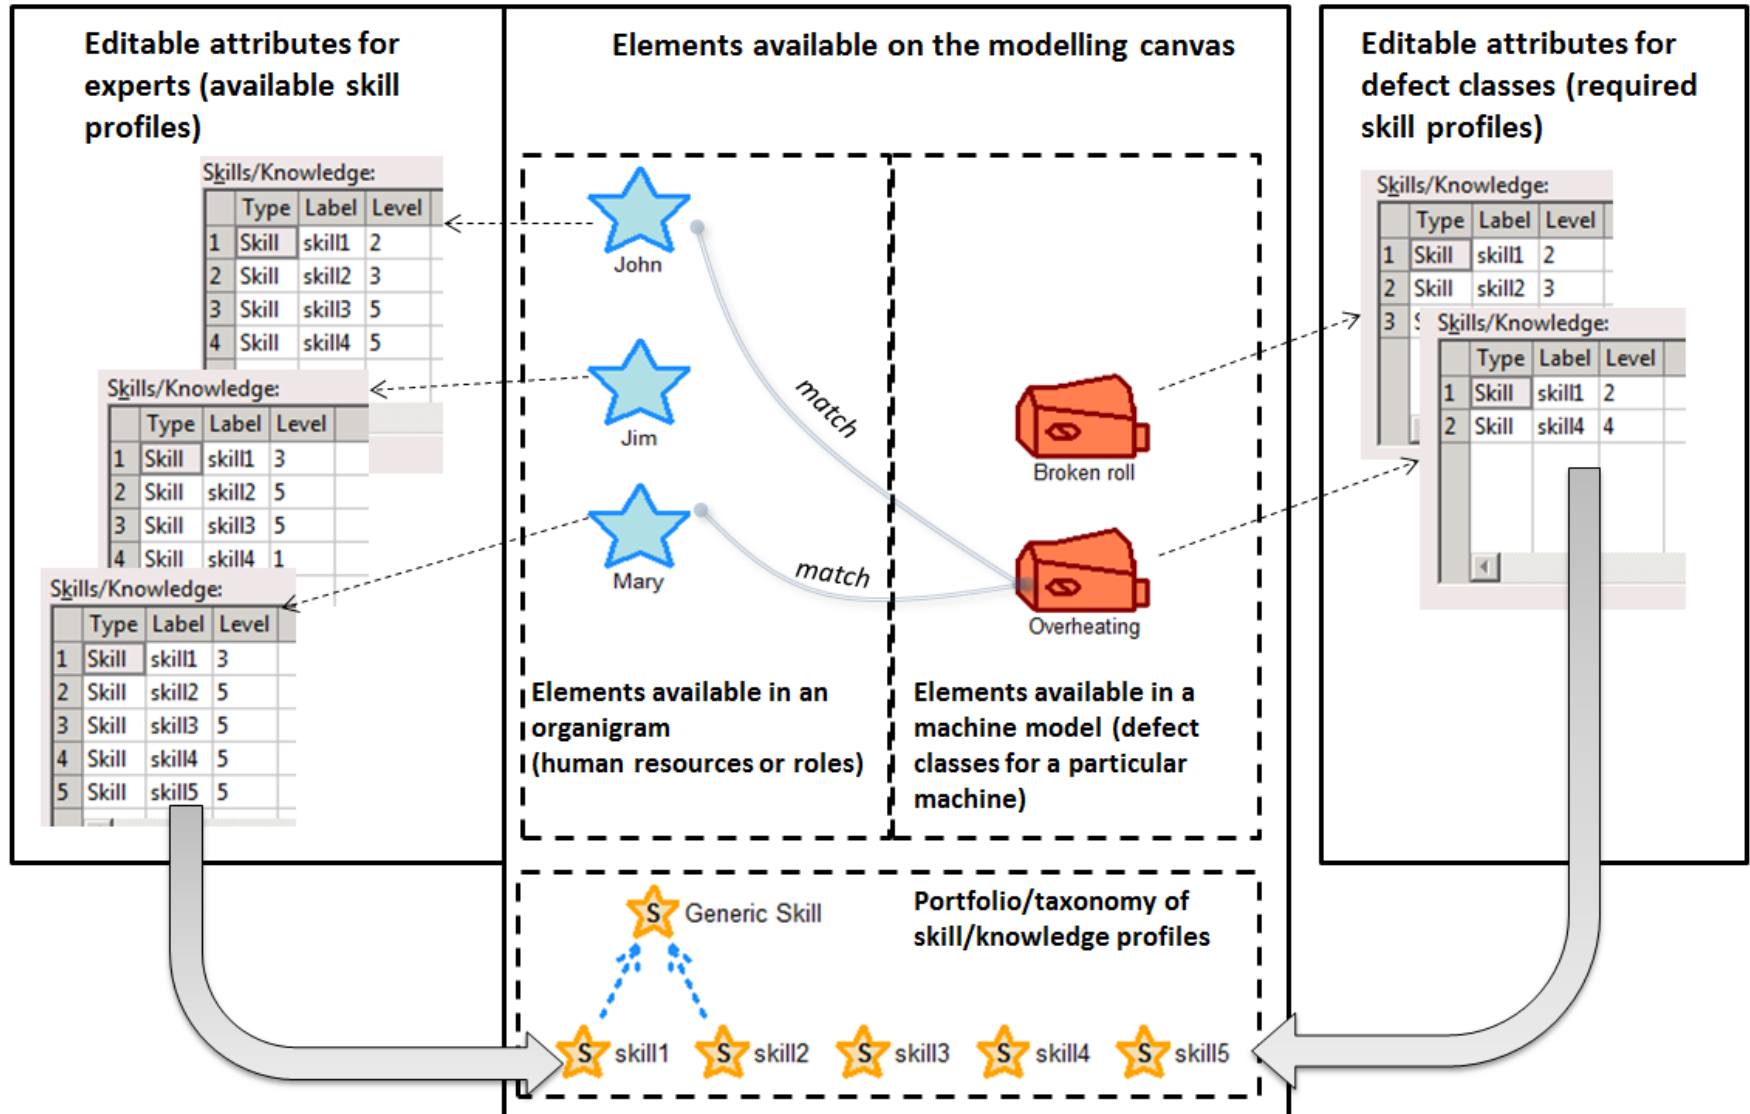 Editable attributes for
experts (available skill
profiles)
Skills/Knowledge:
Type Label Level
1 Skill skill1 2
2 Skill skill2 3
3 Skill skill3 5
4 Skill skill4 5
Skills/Knowledge:
Type Label Level
1 Skill skill1 3
2 Skill skill2 5
3 Skill skill3 5
4 Skill skill4 1
Skills/Knowledge:
Type Label Level
1 Skill skill1 3
2 Skill skill2 5
3 Skill skill3 5
4 Skill skill4 5
5 Skill skill5 5
Elements available on the modelling canvas
John
Jim
Mary
match
match
Broken roll
Overheating
Elements available in an
organigram
(human resources or roles)
Elements available in a
machine model (defect
classes for a particular
machine)
Portfolio/taxonomy of
skill/knowledge profiles
S Generic Skill
S skill1 S skill2 S skill3 S skill4 S skill5
Editable attributes for
defect classes (required
skill profiles)
Skills/Knowledge:
Type Label Level
1 Skill skill1 2
2 Skill skill2 3
3
Skills/Knowledge:
Type Label Level
1 Skill skill1 2
2 Skill skill4 4